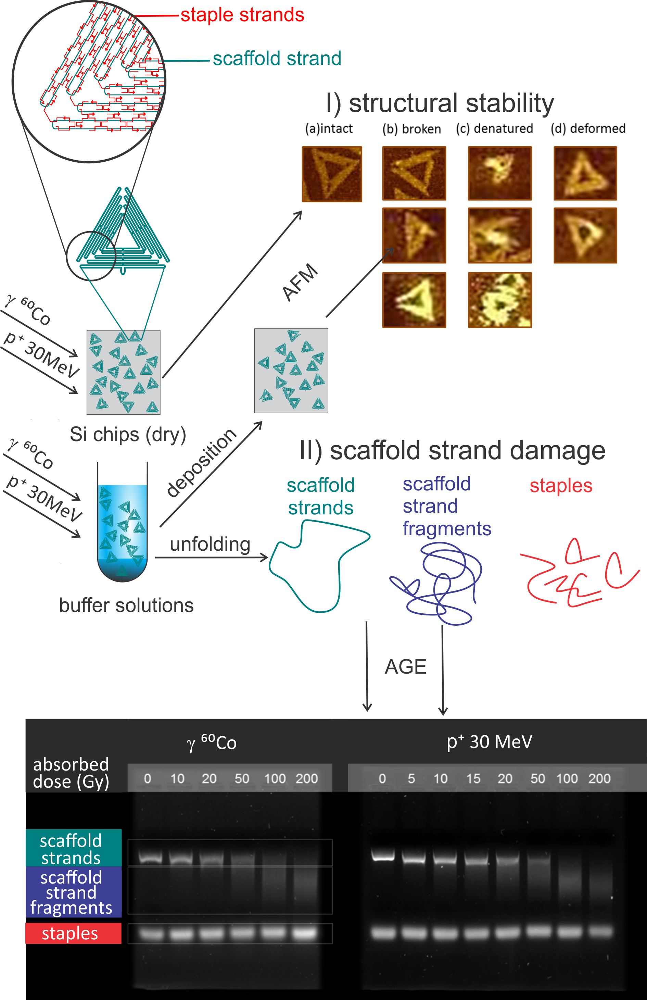 staple strands
scaffold strand
I) structural stability
(a)intact (b) broken (c) denatured (d) deformed
AFM
γ ⁶⁰Co
p⁺ 30MeV
Si chips (dry)
γ ⁶⁰Co
p⁺ 30MeV
deposition
unfolding
buffer solutions
II) scaffold strand damage
scaffold
strands
scaffold
strand
fragments
staples
AGE
γ ⁶⁰Co
p⁺ 30 MeV
absorbed
dose (Gy)
0 10 20 50 100 200
0 5 10 15 20 50 100 200
scaffold
strands
scaffold
strand
fragments
staples